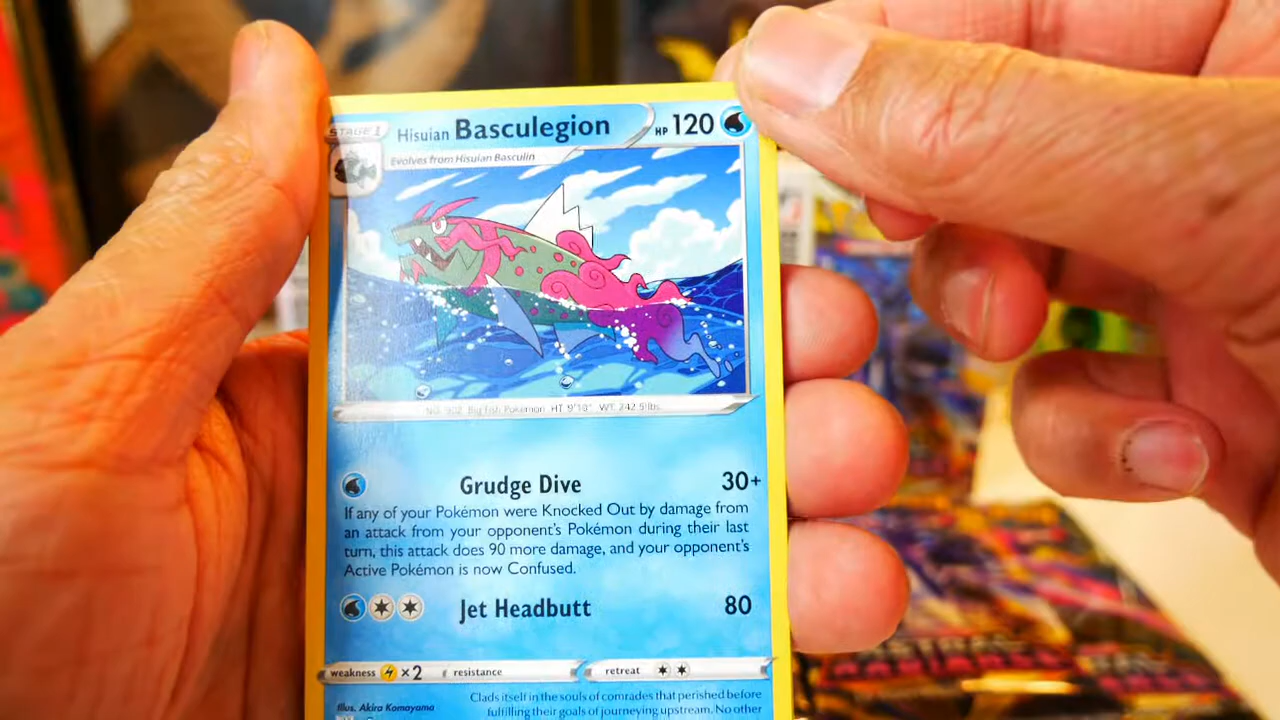 STAGE 1
Hisuian Basculegion
HP 120
Evolves from Hisuian Basculin
NO. 902 Big Fish Pokémon HT 9'10" WT. 242.5 lbs.
Grudge Dive 30+
If any of your Pokémon were Knocked Out by damage from
an attack from your opponent's Pokémon during their last
turn, this attack does 90 more damage, and your opponent's
Active Pokémon is now Confused.
Jet Headbutt 80
weakness ×2 resistance retreat
Illus. Akira Komayama
Clads itself in the souls of comrades that perished before
fulfilling their goals of journeying upstream. No other